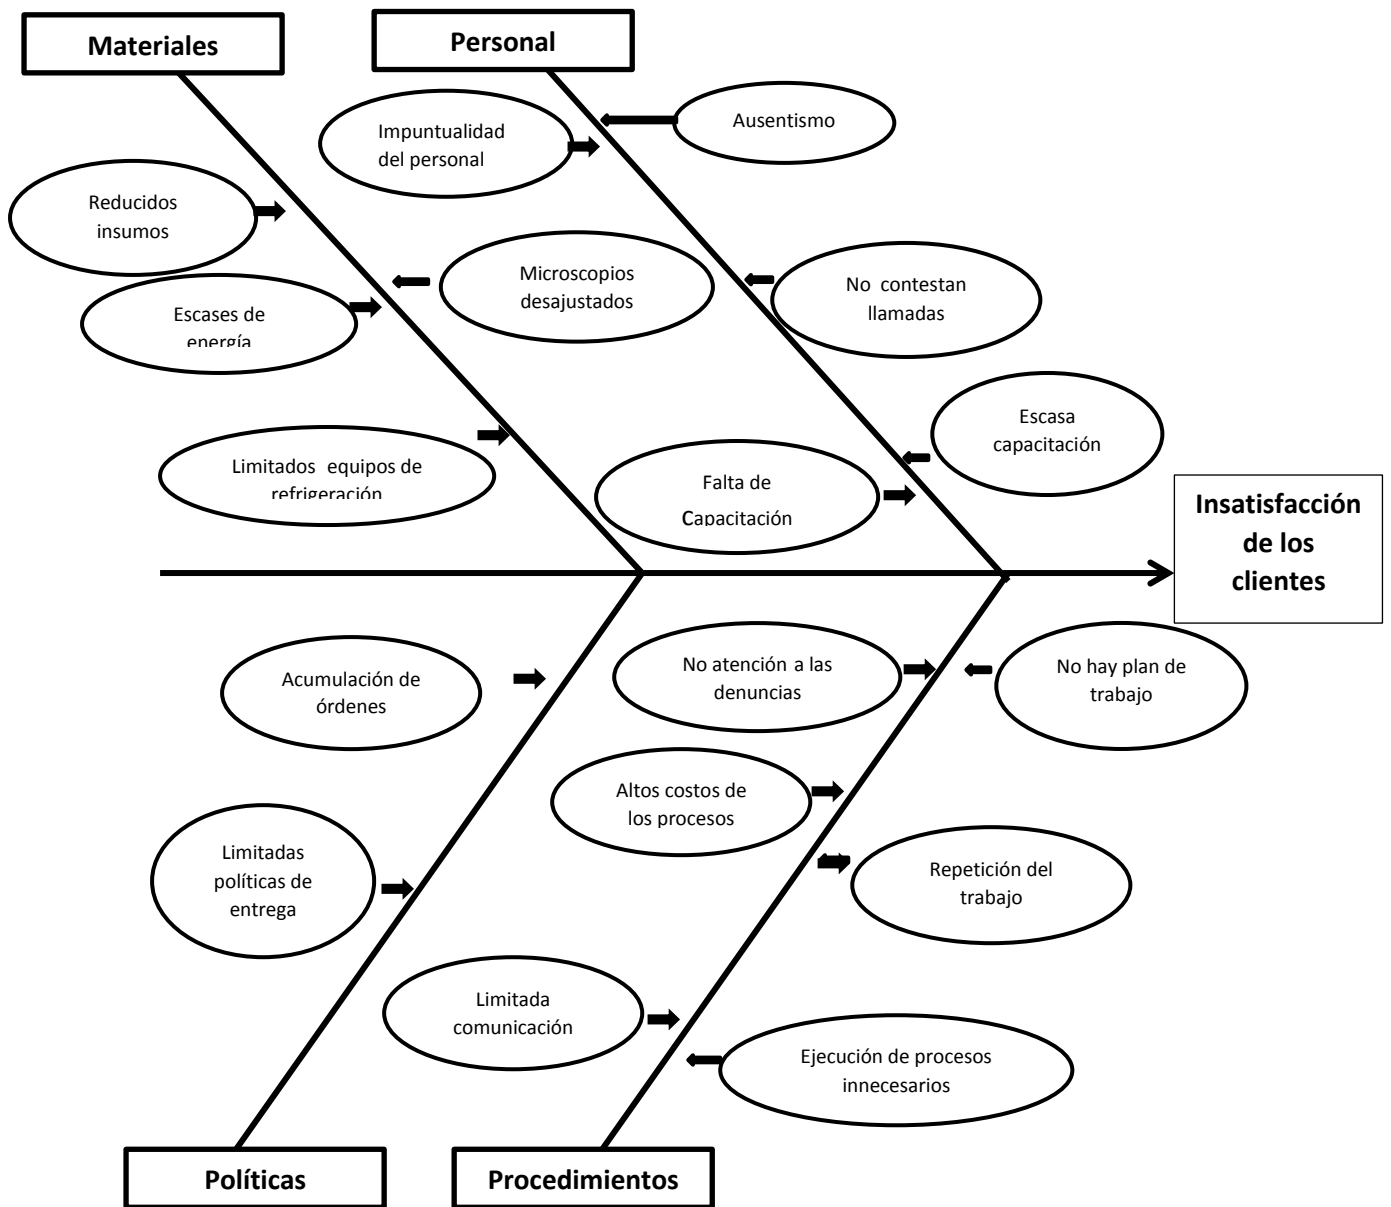 Materiales
Personal
Impuntualidad
del personal
Ausentismo
Reducidos
insumos
Microscopios
desajustados
No contestan
llamadas
Escases de
energía
Escasa
capacitación
Limitados equipos de
refrigeración
Falta de
Capacitación
Insatisfacción
de los
clientes
Acumulación de
órdenes
No atención a las
denuncias
No hay plan de
trabajo
Altos costos de
los procesos
Limitadas
políticas de
entrega
Repetición del
trabajo
Limitada
comunicación
Ejecución de procesos
innecesarios
Políticas
Procedimientos